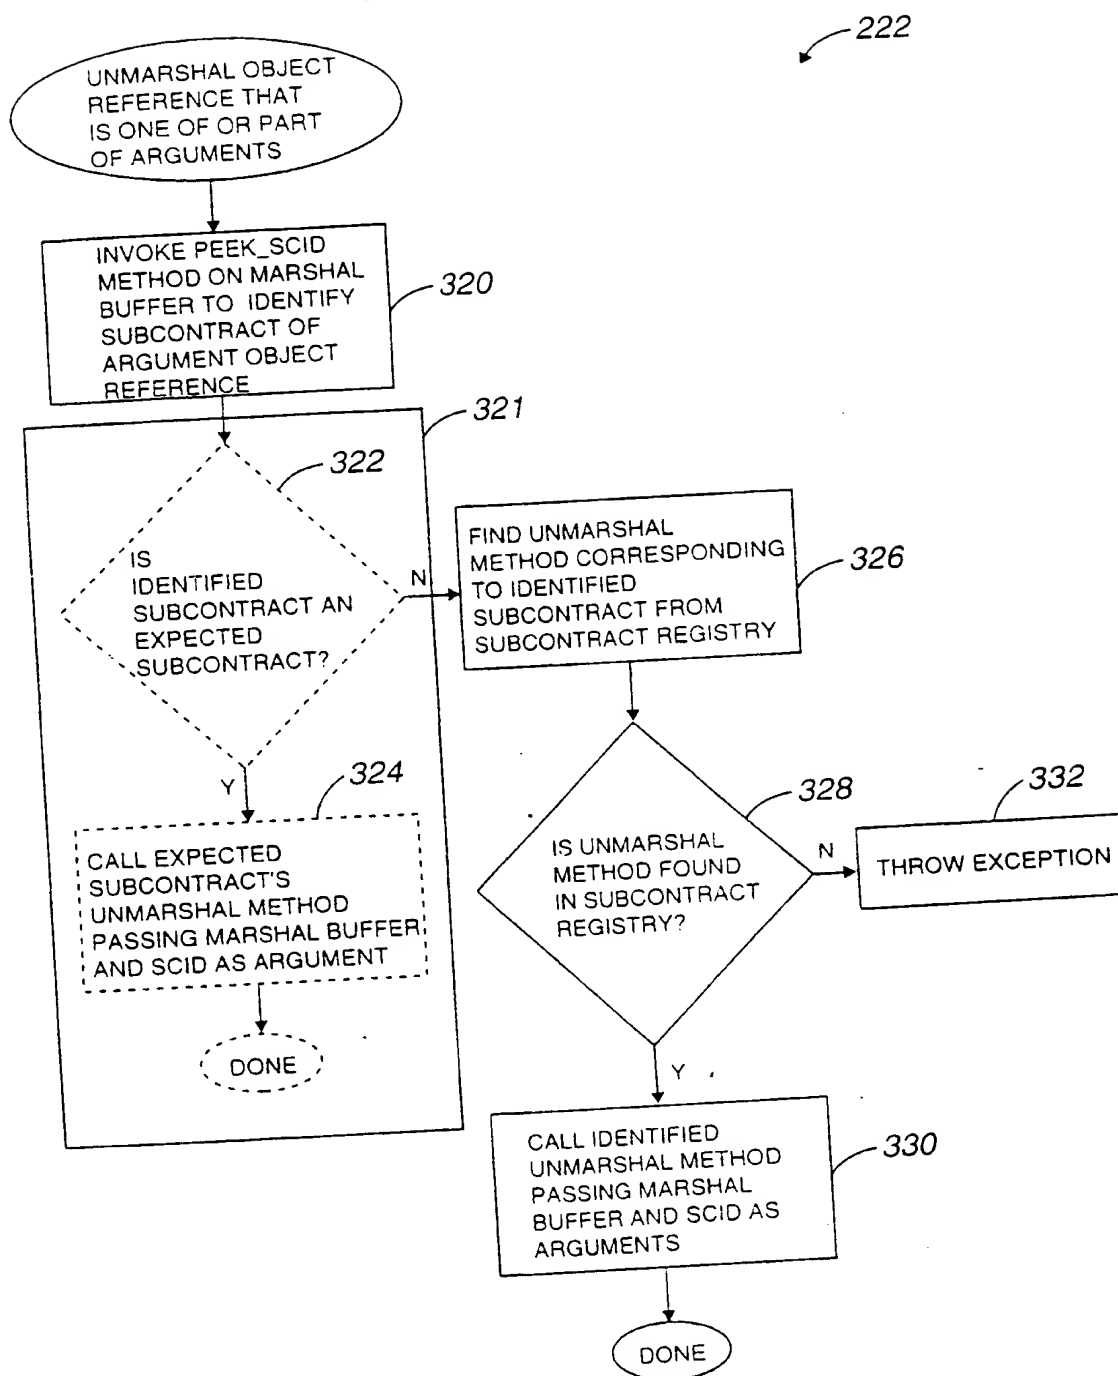 222
UNMARSHAL OBJECT
REFERENCE THAT
IS ONE OF OR PART
OF ARGUMENTS
INVOKE PEEK_SCID
METHOD ON MARSHAL
BUFFER TO IDENTIFY
SUBCONTRACT OF
ARGUMENT OBJECT
REFERENCE
320
321
322
IS
IDENTIFIED
SUBCONTRACT AN
EXPECTED
SUBCONTRACT?
N
FIND UNMARSHAL
METHOD CORRESPONDING
TO IDENTIFIED
SUBCONTRACT FROM
SUBCONTRACT REGISTRY
326
Y
324
CALL EXPECTED
SUBCONTRACT'S
UNMARSHAL METHOD
PASSING MARSHAL BUFFER
AND SCID AS ARGUMENT
DONE
328
IS UNMARSHAL
METHOD FOUND
IN SUBCONTRACT
REGISTRY?
N
332
THROW EXCEPTION
Y
CALL IDENTIFIED
UNMARSHAL METHOD
PASSING MARSHAL
BUFFER AND SCID AS
ARGUMENTS
330
DONE